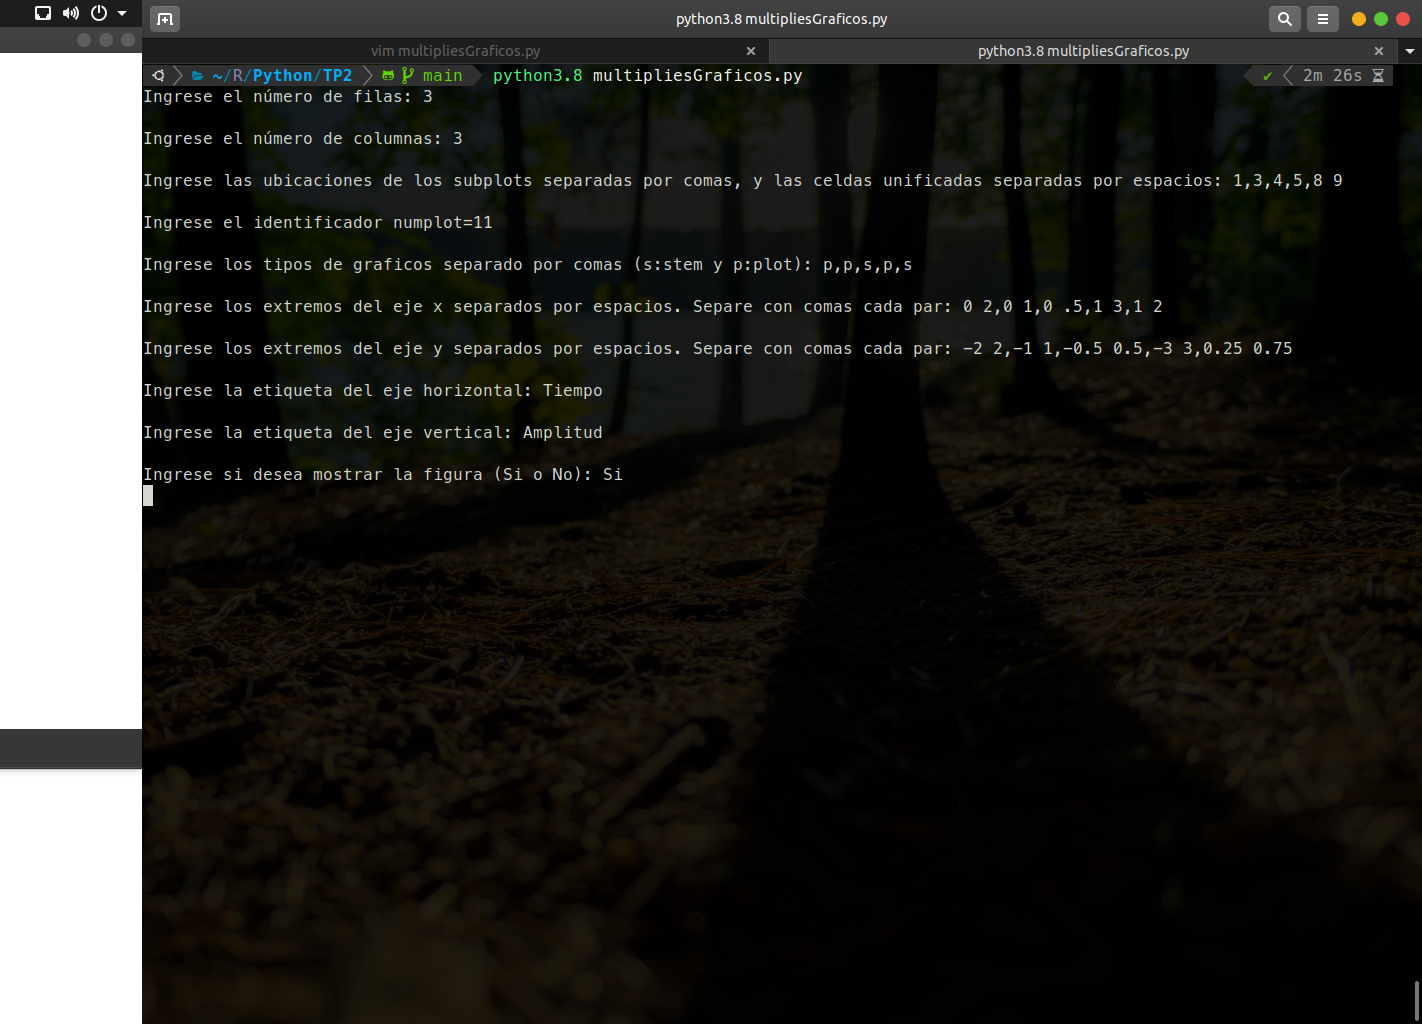 python3.8 multipliesGraficos.py
vim multipliesGraficos.py
python3.8 multipliesGraficos.py
~/R/Python/TP2 main python3.8 multipliesGraficos.py ✔ 2m 26s
Ingrese el número de filas: 3
Ingrese el número de columnas: 3
Ingrese las ubicaciones de los subplots separadas por comas, y las celdas unificadas separadas por espacios: 1,3,4,5,8 9
Ingrese el identificador numplot=11
Ingrese los tipos de graficos separado por comas (s:stem y p:plot): p,p,s,p,s
Ingrese los extremos del eje x separados por espacios. Separe con comas cada par: 0 2,0 1,0 .5,1 3,1 2
Ingrese los extremos del eje y separados por espacios. Separe con comas cada par: -2 2,-1 1,-0.5 0.5,-3 3,0.25 0.75
Ingrese la etiqueta del eje horizontal: Tiempo
Ingrese la etiqueta del eje vertical: Amplitud
Ingrese si desea mostrar la figura (Si o No): Si